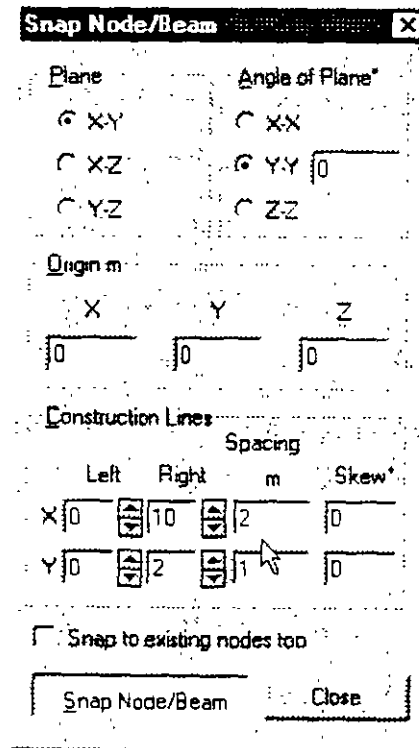 Snap Node/Beam
Plane
Angle of Plane°
X-Y
X-X
X-Z
Y-Y 0
Y-Z
Z-Z
Origin m
X Y Z
0 0 0
Construction Lines
Spacing
Left Right m Skew°
X 0 10 2 0
Y 0 2 1 0
Snap to existing nodes too
Snap Node/Beam Close